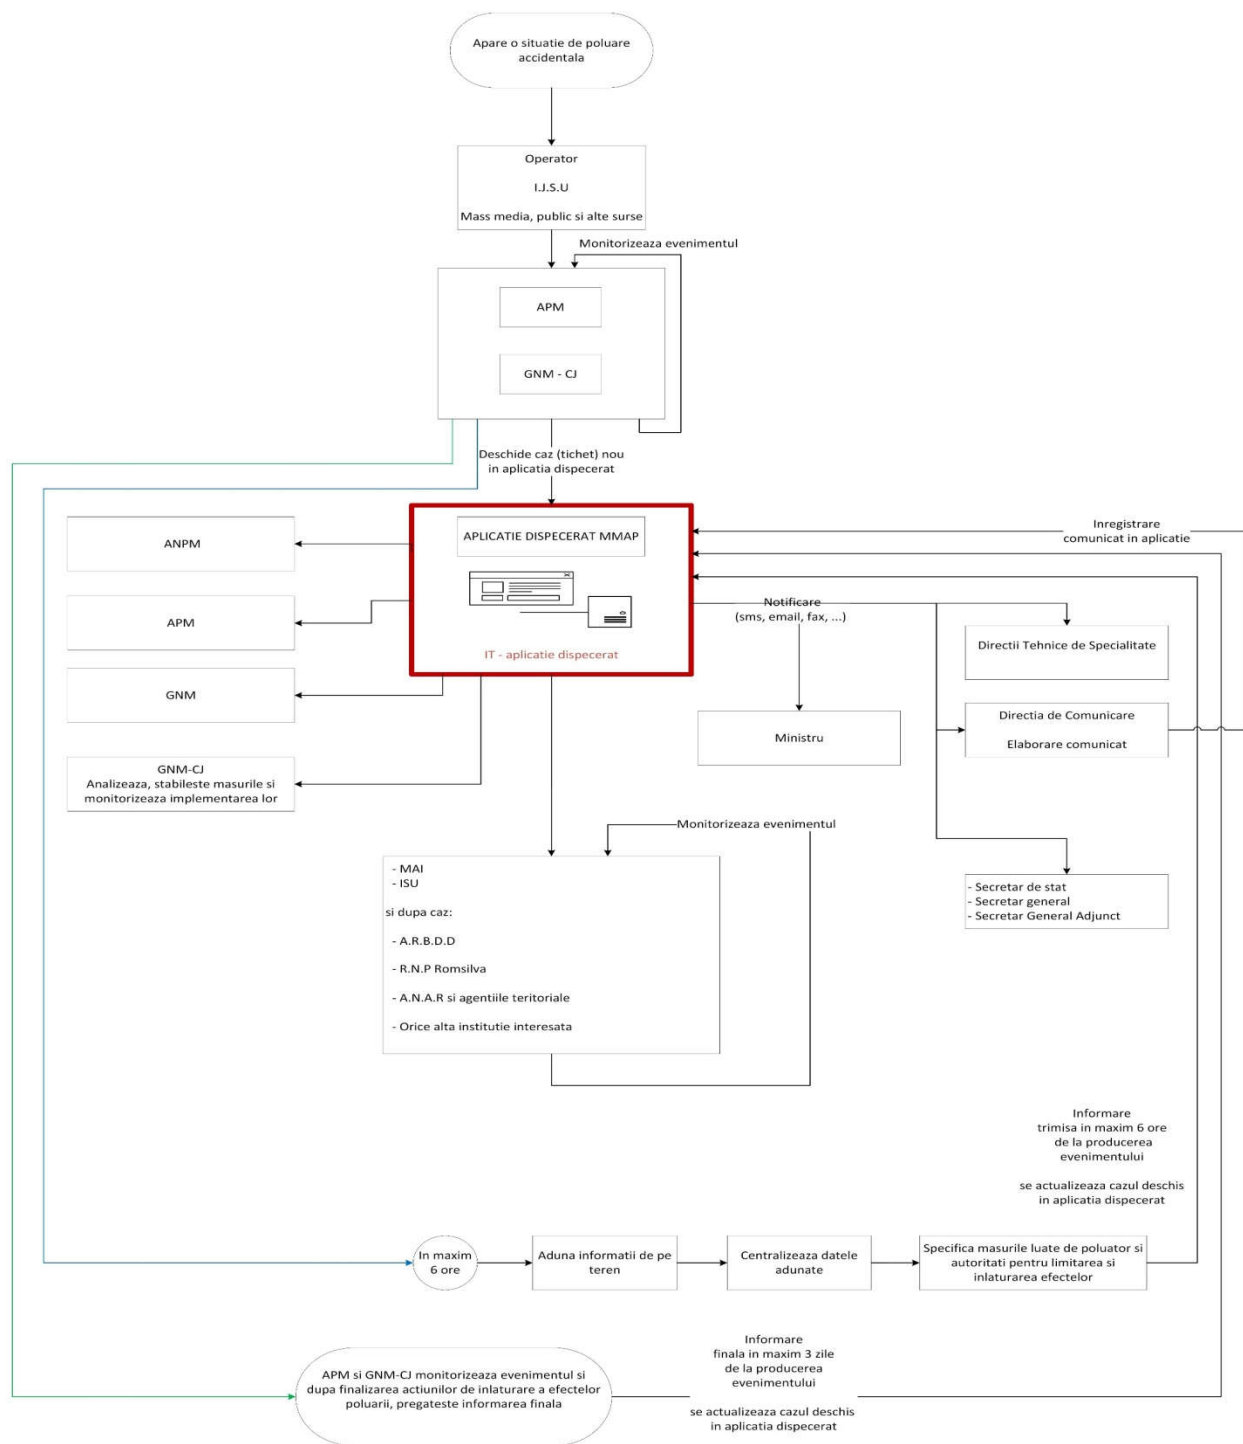 Apare o situatie de poluare
accidentala
Operator
I.J.S.U
Mass media, public si alte surse
Monitorizeaza evenimentul
APM
GNM - CJ
Deschide caz (tichet) nou
in aplicatia dispecerat
ANPM
APM
GNM
GNM-CJ
Analizeaza, stabileste masurile si
monitorizeaza implementarea lor
APLICATIE DISPECERAT MMAP
IT - aplicatie dispecerat
Inregistrare
comunicat in aplicatie
Notificare
(sms, email, fax, ...)
Directii Tehnice de Specialitate
Ministru
Directia de Comunicare
Elaborare comunicat
- Secretar de stat
- Secretar general
- Secretar General Adjunct
Monitorizeaza evenimentul
- MAI
- ISU
si dupa caz:
- A.R.B.D.D
- R.N.P Romsilva
- A.N.A.R si agentiile teritoriale
- Orice alta institutie interesata
Informare
trimisa in maxim 6 ore
de la producerea
evenimentului
se actualizeaza cazul deschis
in aplicatia dispecerat
In maxim
6 ore
Aduna informatii de pe
teren
Centralizeaza datele
adunate
Specifica masurile luate de poluator si
autoritati pentru limitarea si
inlaturarea efectelor
APM si GNM-CJ monitorizeaza evenimentul si
dupa finalizarea actiunilor de inlaturare a efectelor
poluarii, pregateste informarea finala
Informare
finala in maxim 3 zile
de la producerea
evenimentului
se actualizeaza cazul deschis
in aplicatia dispecerat